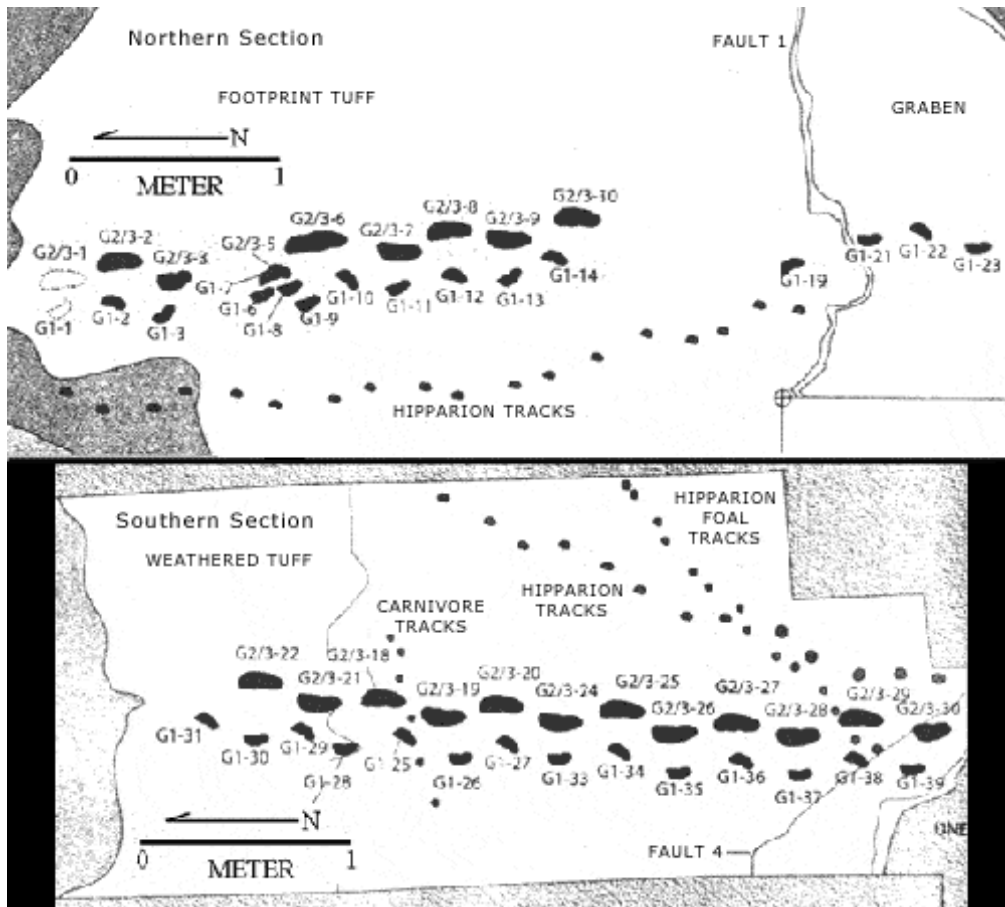 Northern Section
FAULT 1
FOOTPRINT TUFF
GRABEN
N
0 1
METER
G2/3-1
G2/3-2
G2/3-3
G2/3-5
G2/3-6
G2/3-7
G2/3-8
G2/3-9
G2/3-10
G1-1
G1-2
G1-3
G1-7
G1-6
G1-8
G1-9
G1-10
G1-11
G1-12
G1-13
G1-14
G1-19
G1-21
G1-22
G1-23
HIPPARION TRACKS
Southern Section
WEATHERED TUFF
HIPPARION
FOAL
TRACKS
HIPPARION
TRACKS
CARNIVORE
TRACKS
G2/3-22
G2/3-21
G2/3-18
G2/3-19
G2/3-20
G2/3-24
G2/3-25
G2/3-26
G2/3-27
G2/3-28
G2/3-29
G2/3-30
G1-31
G1-30
G1-29
G1-28
G1-25
G1-26
G1-27
G1-33
G1-34
G1-35
G1-36
G1-37
G1-38
G1-39
N
0 1
METER
FAULT 4